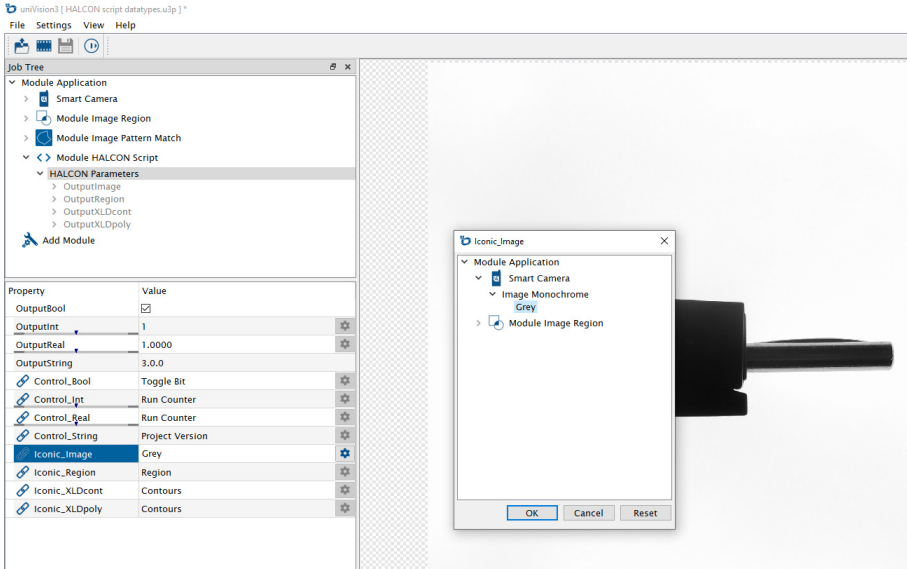 uniVision3 [ HALCON script datatypes.u3p ] *
File Settings View Help
Job Tree
Module Application
Smart Camera
Module Image Region
Module Image Pattern Match
Module HALCON Script
HALCON Parameters
OutputImage
OutputRegion
OutputXLDcont
OutputXLDpoly
Add Module
Property Value
OutputBool
OutputInt 1
OutputReal 1.0000
OutputString 3.0.0
Control_Bool Toggle Bit
Control_Int Run Counter
Control_Real Run Counter
Control_String Project Version
Iconic_Image Grey
Iconic_Region Region
Iconic_XLDcont Contours
Iconic_XLDpoly Contours
Iconic_Image
Module Application
Smart Camera
Image Monochrome
Grey
Module Image Region
OK Cancel Reset